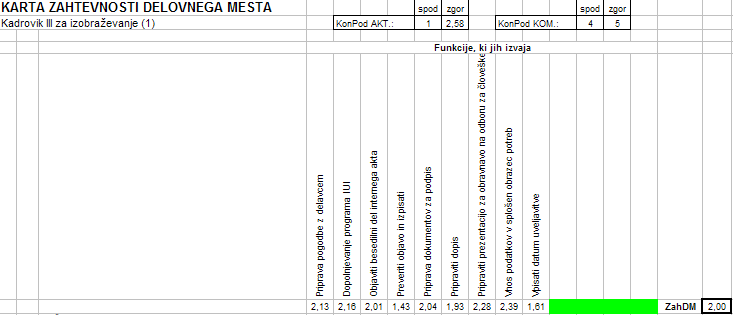 KARTA ZAHTEVNOSTI DELOVNEGA MESTA
spod zgor
spod zgor
Kadrovik III za izobraževanje (1)
KonPod AKT.: 1 2,58
KonPod KOM.: 4 5
Funkcije, ki jih izvaja
Priprava pogodbe z delavcem
Dopolnjevanje programa IUI
Objaviti besedilni del internega akta
Preveriti objavo in izpisati
Priprava dokumentov za podpis
Pripraviti dopis
Pripraviti prezentacijo za obravnavo na odboru za človeške
Vnos podatkov v splošen obrazec potreb
Vpisati datum uveljavitve
2,13 2,16 2,01 1,43 2,04 1,93 2,28 2,39 1,61 ZahDM 2,00